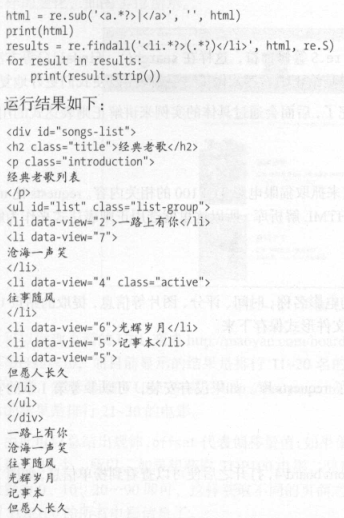 html = re.sub('<a.*?>|</a>', '', html)
print(html)
results = re.findall('<li.*?>(.*?)</li>', html, re.S)
for result in results:
    print(result.strip())
运行结果如下：
<div id="songs-list">
<h2 class="title">经典老歌</h2>
<p class="introduction">
经典老歌列表
</p>
<ul id="list" class="list-group">
<li data-view="2">一路上有你</li>
<li data-view="7">
沧海一声笑
</li>
<li data-view="4" class="active">
往事随风
</li>
<li data-view="6">光辉岁月</li>
<li data-view="5">记事本</li>
<li data-view="5">
但愿人长久
</li>
</ul>
</div>
一路上有你
沧海一声笑
往事随风
光辉岁月
记事本
但愿人长久